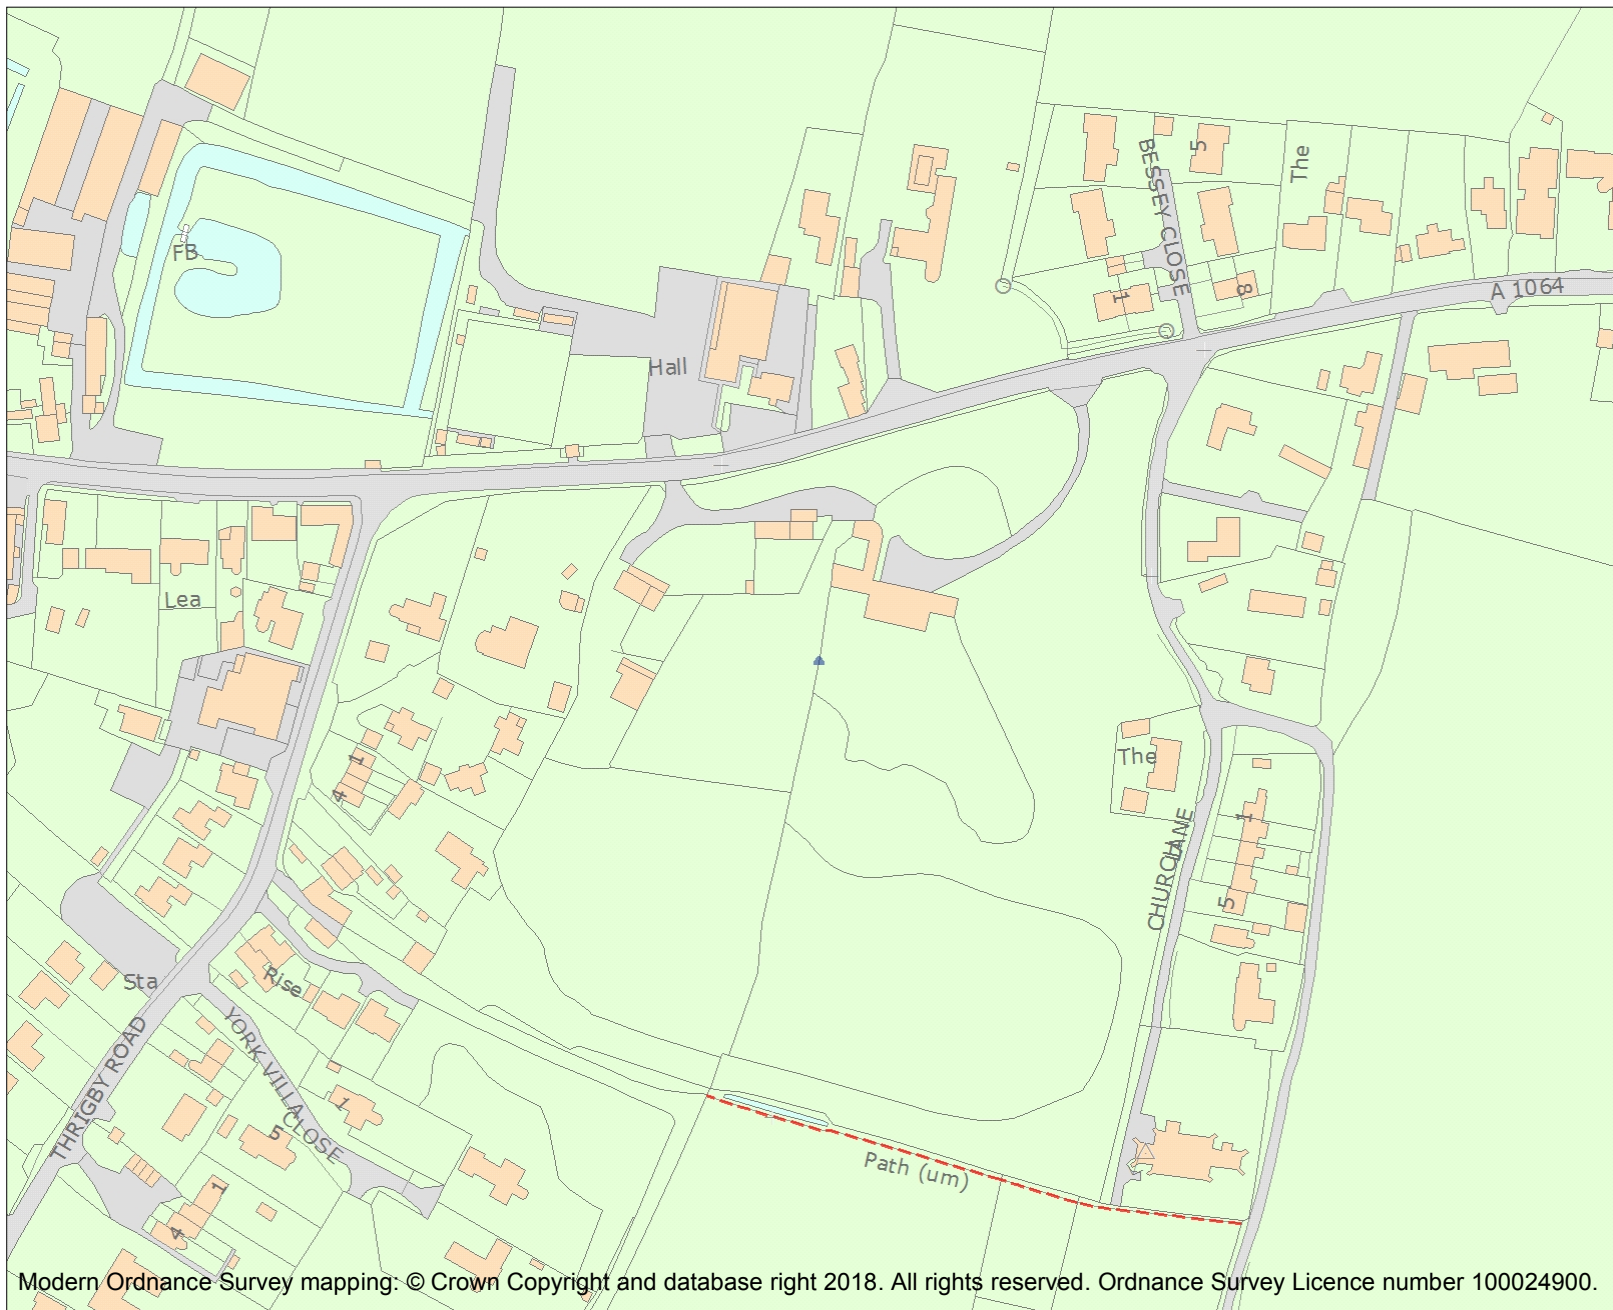 BESSEY CLOSE
5
The
FB
1
8
A 1064
Hall
Lea
The
1
4
1
CHURCH LANE
5
Sta
Rise
YORK VILLA CLOSE
THRIGBY ROAD
1
5
Path (um)
1
4
Modern Ordnance Survey mapping: © Crown Copyright and database right 2018. All rights reserved. Ordnance Survey Licence number 100024900.